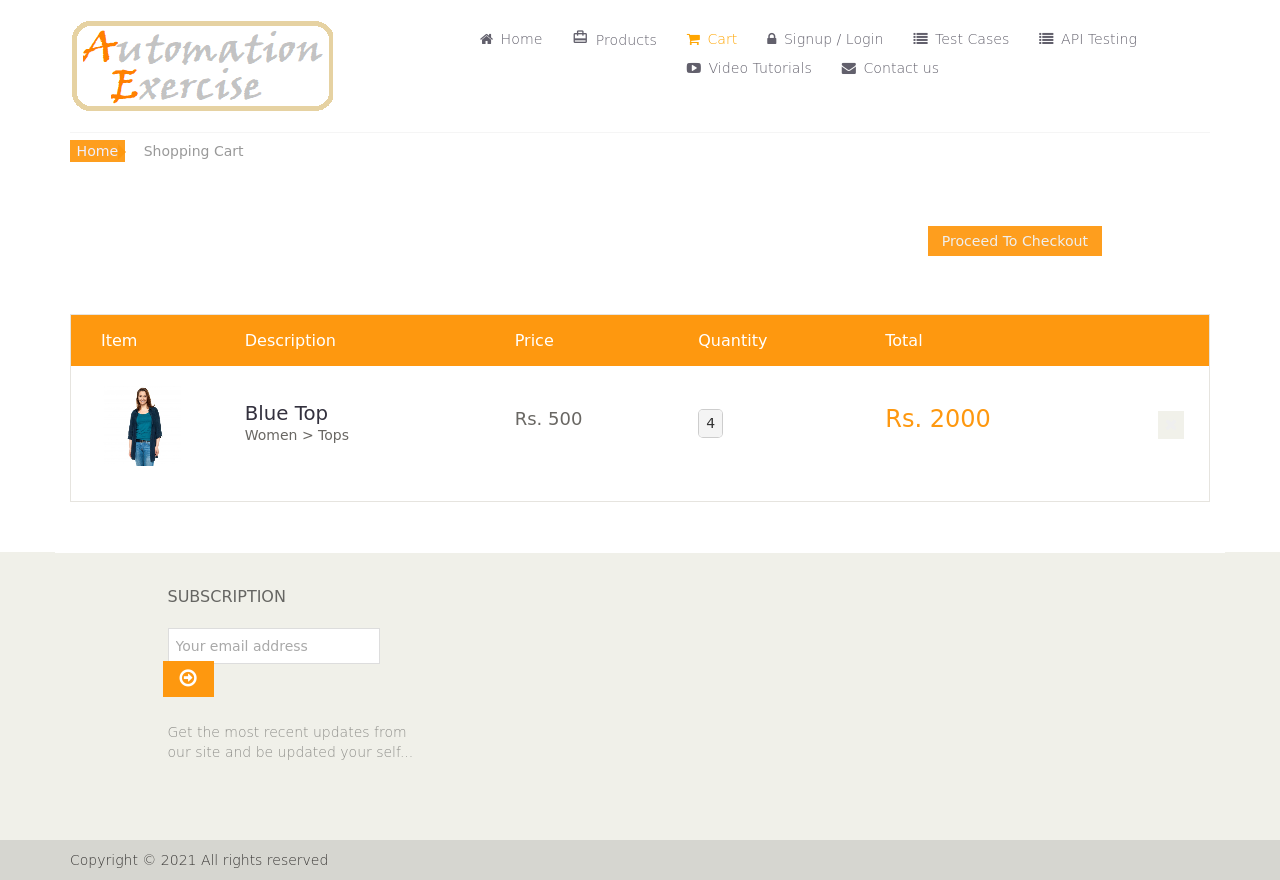 Automation
Exercise
Home
Products
Cart
Signup / Login
Test Cases
API Testing
Video Tutorials
Contact us
Home
Shopping Cart
Proceed To Checkout
Item Description Price Quantity Total
Blue Top
Women > Tops
Rs. 500
4
Rs. 2000
SUBSCRIPTION
Your email address
Get the most recent updates from
our site and be updated your self...
Copyright © 2021 All rights reserved